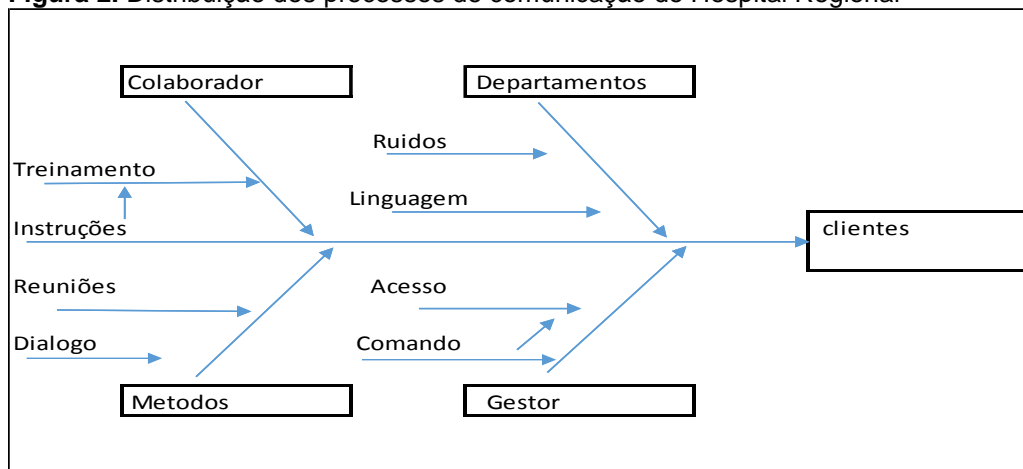 Figura 2. Distribuição dos processos de comunicação do Hospital Regional
Colaborador
Departamentos
Ruidos
Treinamento
Linguagem
Instruções
clientes
Reuniões
Acesso
Dialogo
Comando
Metodos
Gestor